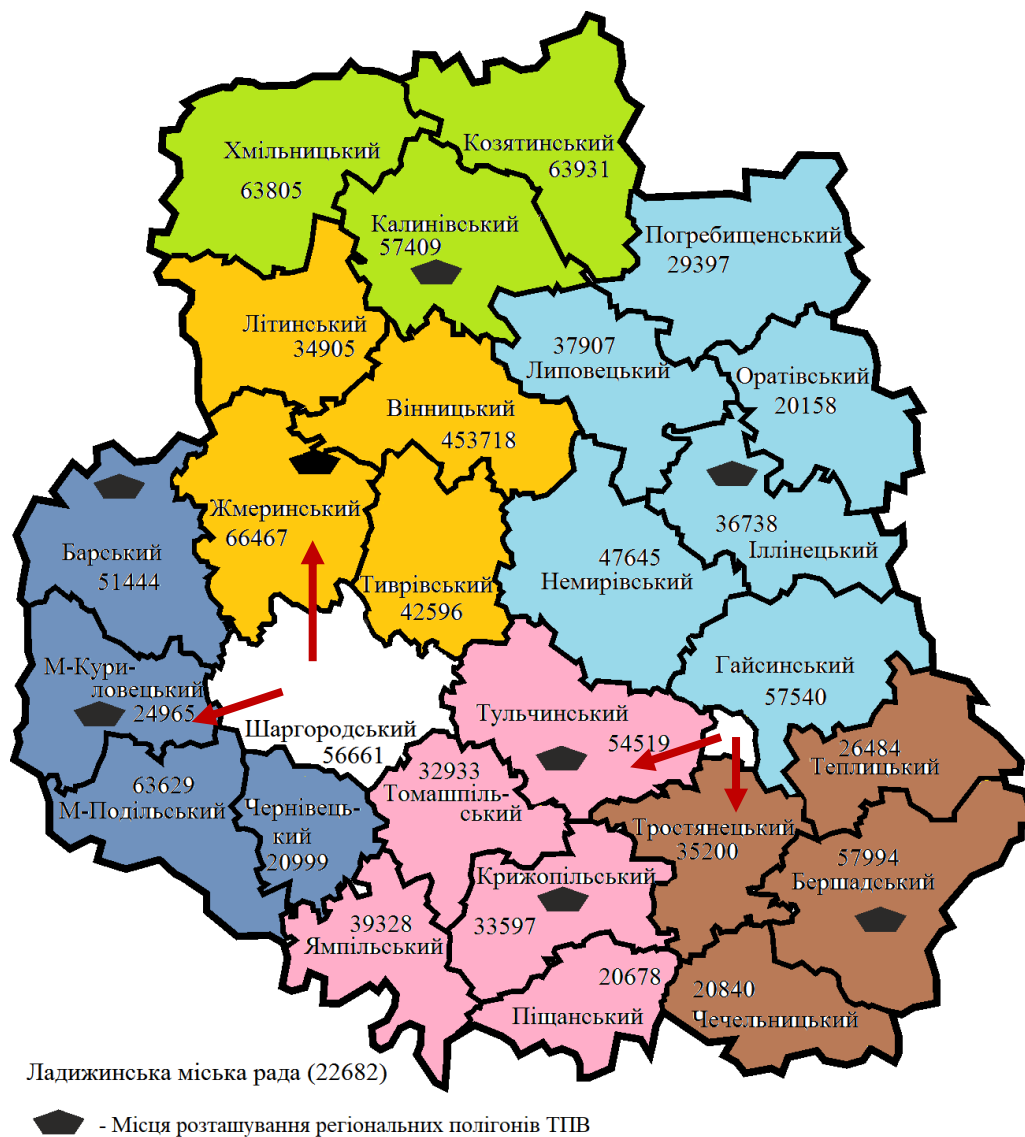 Козятинський
63931
Хмільницький
63805
Калинівський
57409
Погребищенський
29397
Літинський
34905
37907
Липовецький
Оратівський
20158
Вінницький
453718
Жмеринський
66467
36738
Іллінецький
Барський
51444
47645
Немирівський
Тиврівський
42596
М-Кури-
ловецький
24965
Гайсинський
57540
Тульчинський
54519
Шаргородський
56661
26484
Теплицький
63629
М-Подільський
32933
Томашпіль-
ський
Чернівець-
кий
20999
Тростянецький
35200
57994
Бершадський
Крижопільський
33597
39328
Ямпільський
20678
Піщанський
20840
Чечельницький
Ладижинська міська рада (22682)
- Місця розташування регіональних полігонів ТПВ